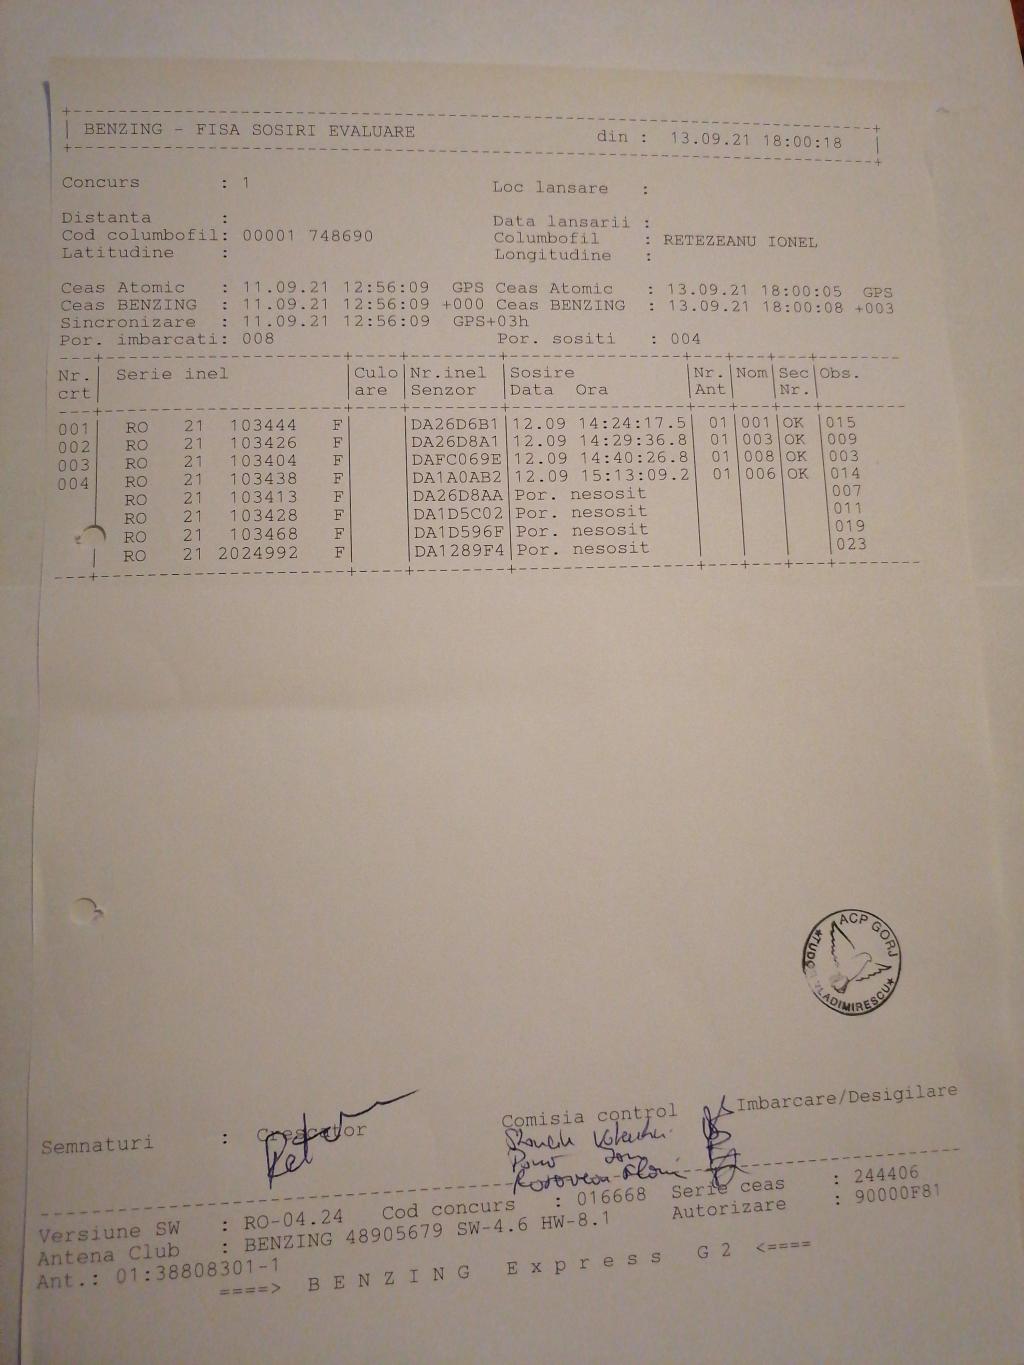 BENZING - FISA SOSIRI EVALUARE din : 13.09.21 18:00:18
Concurs : 1 Loc lansare :
Distanta : Data lansarii :
Cod columbofil: 00001 748690 Columbofil : RETEZEANU IONEL
Latitudine : Longitudine :
Ceas Atomic : 11.09.21 12:56:09 GPS Ceas Atomic : 13.09.21 18:00:05 GPS
Ceas BENZING : 11.09.21 12:56:09 +000 Ceas BENZING : 13.09.21 18:00:08 +003
Sincronizare : 11.09.21 12:56:09 GPS+03h
Por. imbarcati: 008 Por. sositi : 004
Nr. Serie inel Culo Nr.inel Sosire Nr. Nom Sec Obs.
crt are Senzor Data Ora Ant Nr.
001 RO 21 103444 F DA26D6B1 12.09 14:24:17.5 01 001 OK 015
002 RO 21 103426 F DA26D8A1 12.09 14:29:36.8 01 003 OK 009
003 RO 21 103404 F DAFC069E 12.09 14:40:26.8 01 008 OK 003
004 RO 21 103438 F DA1A0AB2 12.09 15:13:09.2 01 006 OK 014
RO 21 103413 F DA26D8AA Por. nesosit 007
RO 21 103428 F DA1D5C02 Por. nesosit 011
RO 21 103468 F DA1D596F Por. nesosit 019
RO 21 2024992 F DA1289F4 Por. nesosit 023
ACP GORJ
VLADIMIRESCU
Semnaturi : Crescator Comisia control Imbarcare/Desigilare
Versiune SW : RO-04.24 Cod concurs : 016668 Serie ceas : 244406
Antena Club : BENZING 48905679 SW-4.6 HW-8.1 Autorizare : 90000F81
Ant.: 01:38808301-1
====> BENZING Express G2 <====